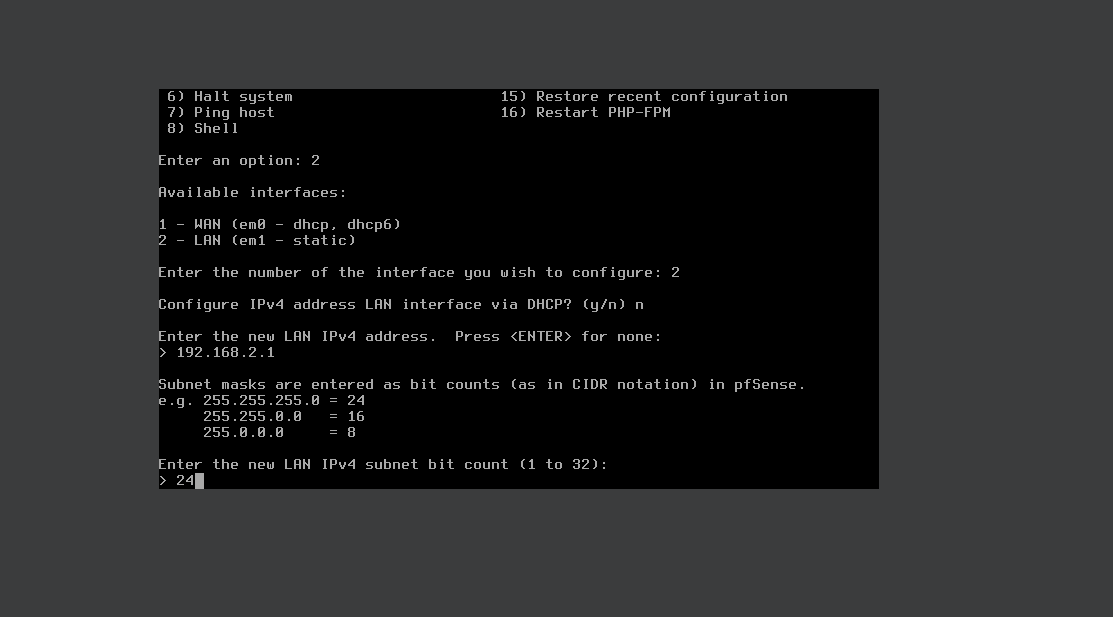 6) Halt system                       15) Restore recent configuration
7) Ping host                         16) Restart PHP-FPM
8) Shell
Enter an option: 2
Available interfaces:
1 - WAN (em0 - dhcp, dhcp6)
2 - LAN (em1 - static)
Enter the number of the interface you wish to configure: 2
Configure IPv4 address LAN interface via DHCP? (y/n) n
Enter the new LAN IPv4 address.  Press <ENTER> for none:
> 192.168.2.1
Subnet masks are entered as bit counts (as in CIDR notation) in pfSense.
e.g. 255.255.255.0 = 24
     255.255.0.0   = 16
     255.0.0.0     = 8
Enter the new LAN IPv4 subnet bit count (1 to 32):
> 24